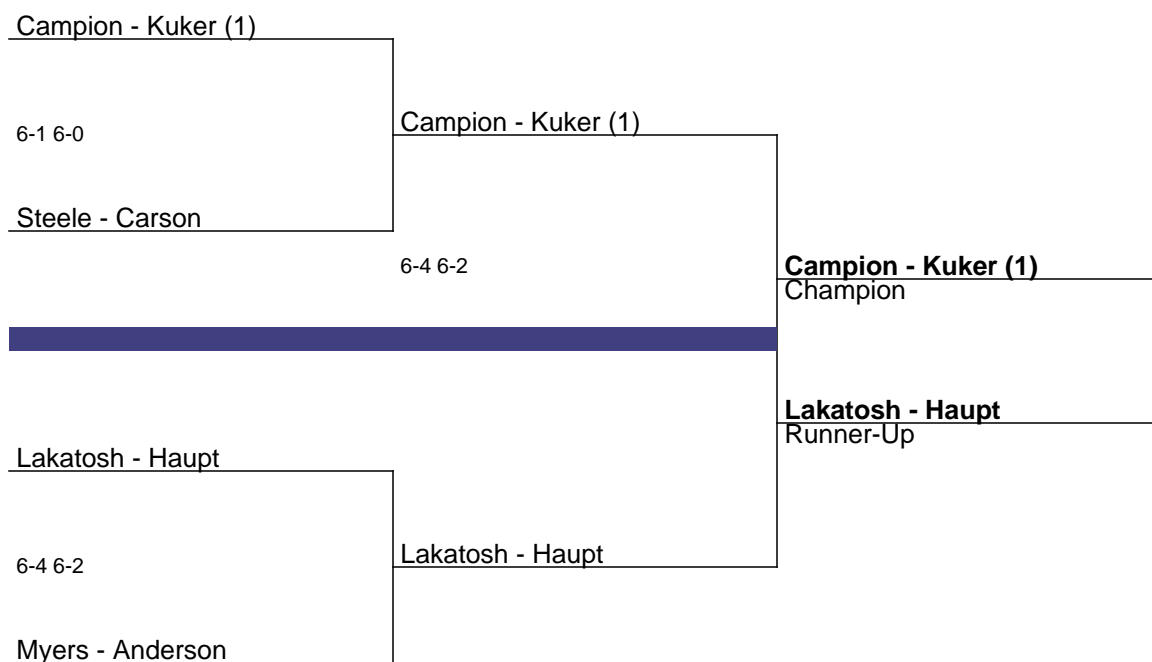 Campion - Kuker (1)
6-1 6-0
Campion - Kuker (1)
Steele - Carson
6-4 6-2
Campion - Kuker (1)
Champion
Lakatosh - Haupt
Runner-Up
Lakatosh - Haupt
6-4 6-2
Lakatosh - Haupt
Myers - Anderson